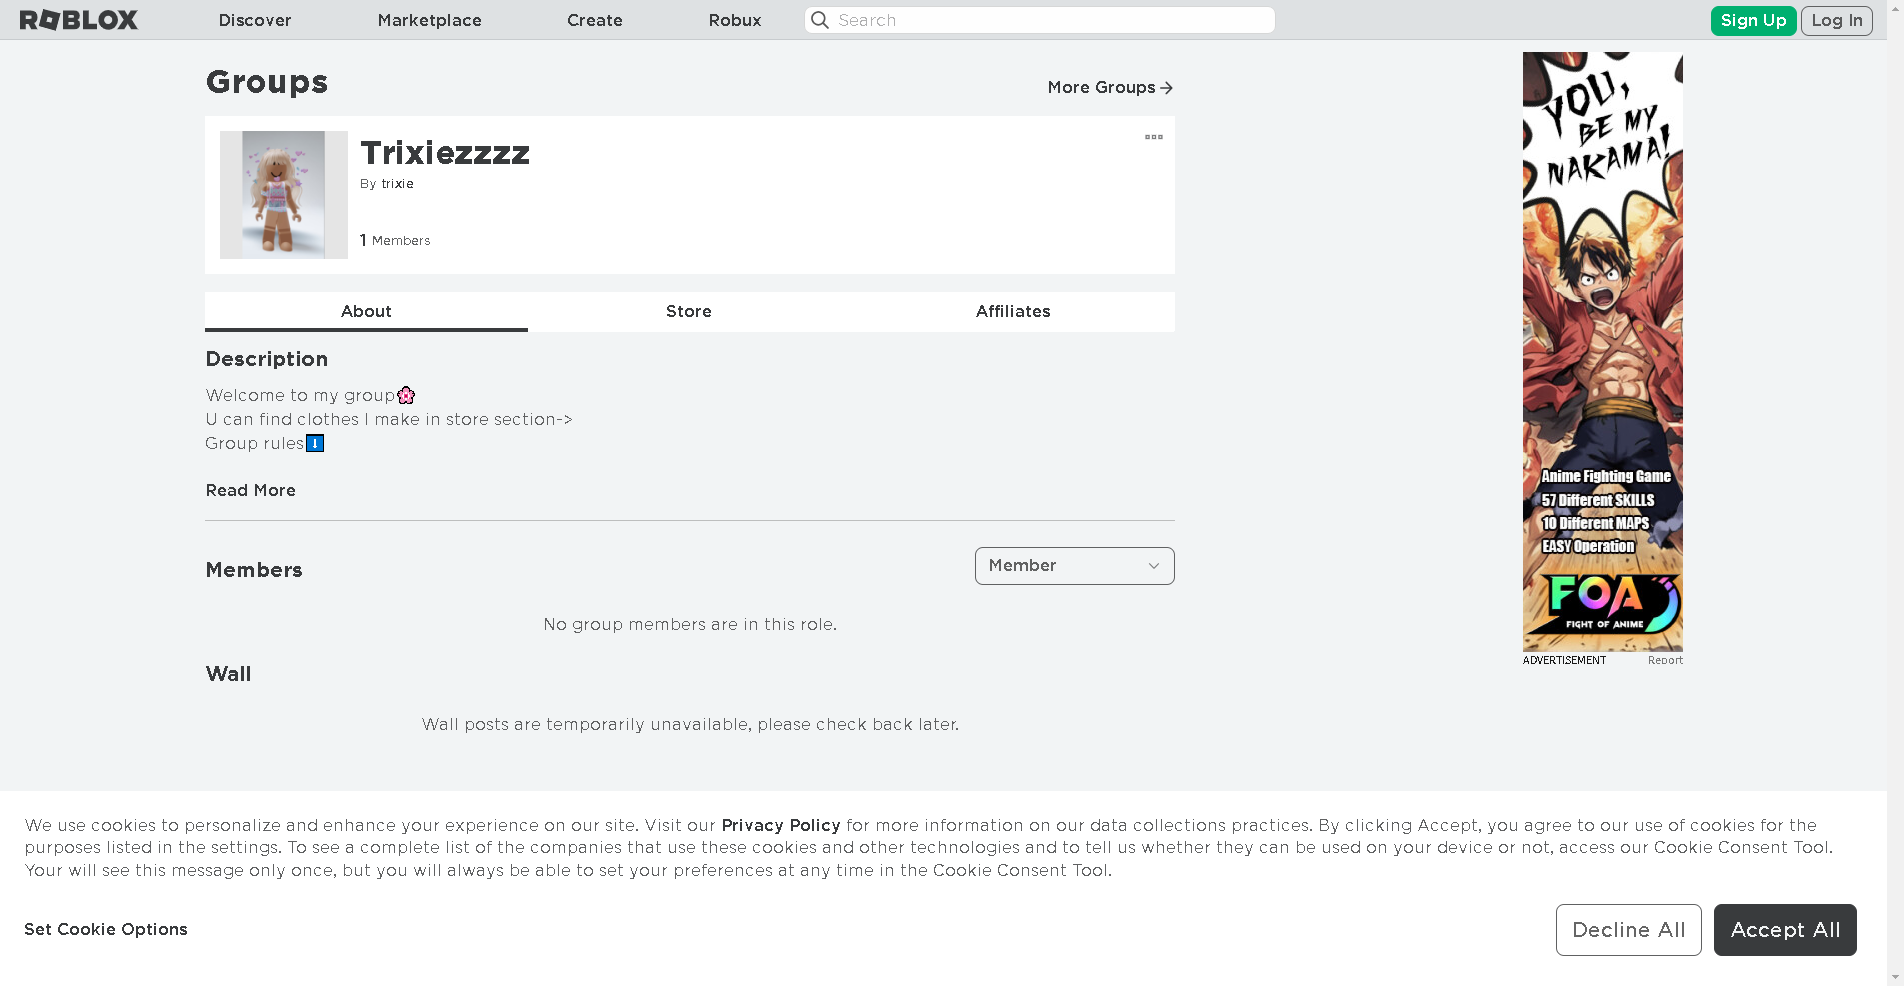 ROBLOX Discover Marketplace Create Robux Search Sign Up Log In
Groups
More Groups
Trixiezzzz
By trixie
1 Members
About Store Affiliates
Description
Welcome to my group🌸
U can find clothes I make in store section->
Group rules⬇️
Read More
Members
Member
No group members are in this role.
Wall
Wall posts are temporarily unavailable, please check back later.
YOU,
BE MY
NAKAMA!
Anime Fighting Game
57 Different SKILLS
10 Different MAPS
EASY Operation
FOA
FIGHT OF ANIME
ADVERTISEMENT Report
We use cookies to personalize and enhance your experience on our site. Visit our Privacy Policy for more information on our data collections practices. By clicking Accept, you agree to our use of cookies for the
purposes listed in the settings. To see a complete list of the companies that use these cookies and other technologies and to tell us whether they can be used on your device or not, access our Cookie Consent Tool.
Your will see this message only once, but you will always be able to set your preferences at any time in the Cookie Consent Tool.
Set Cookie Options
Decline All
Accept All